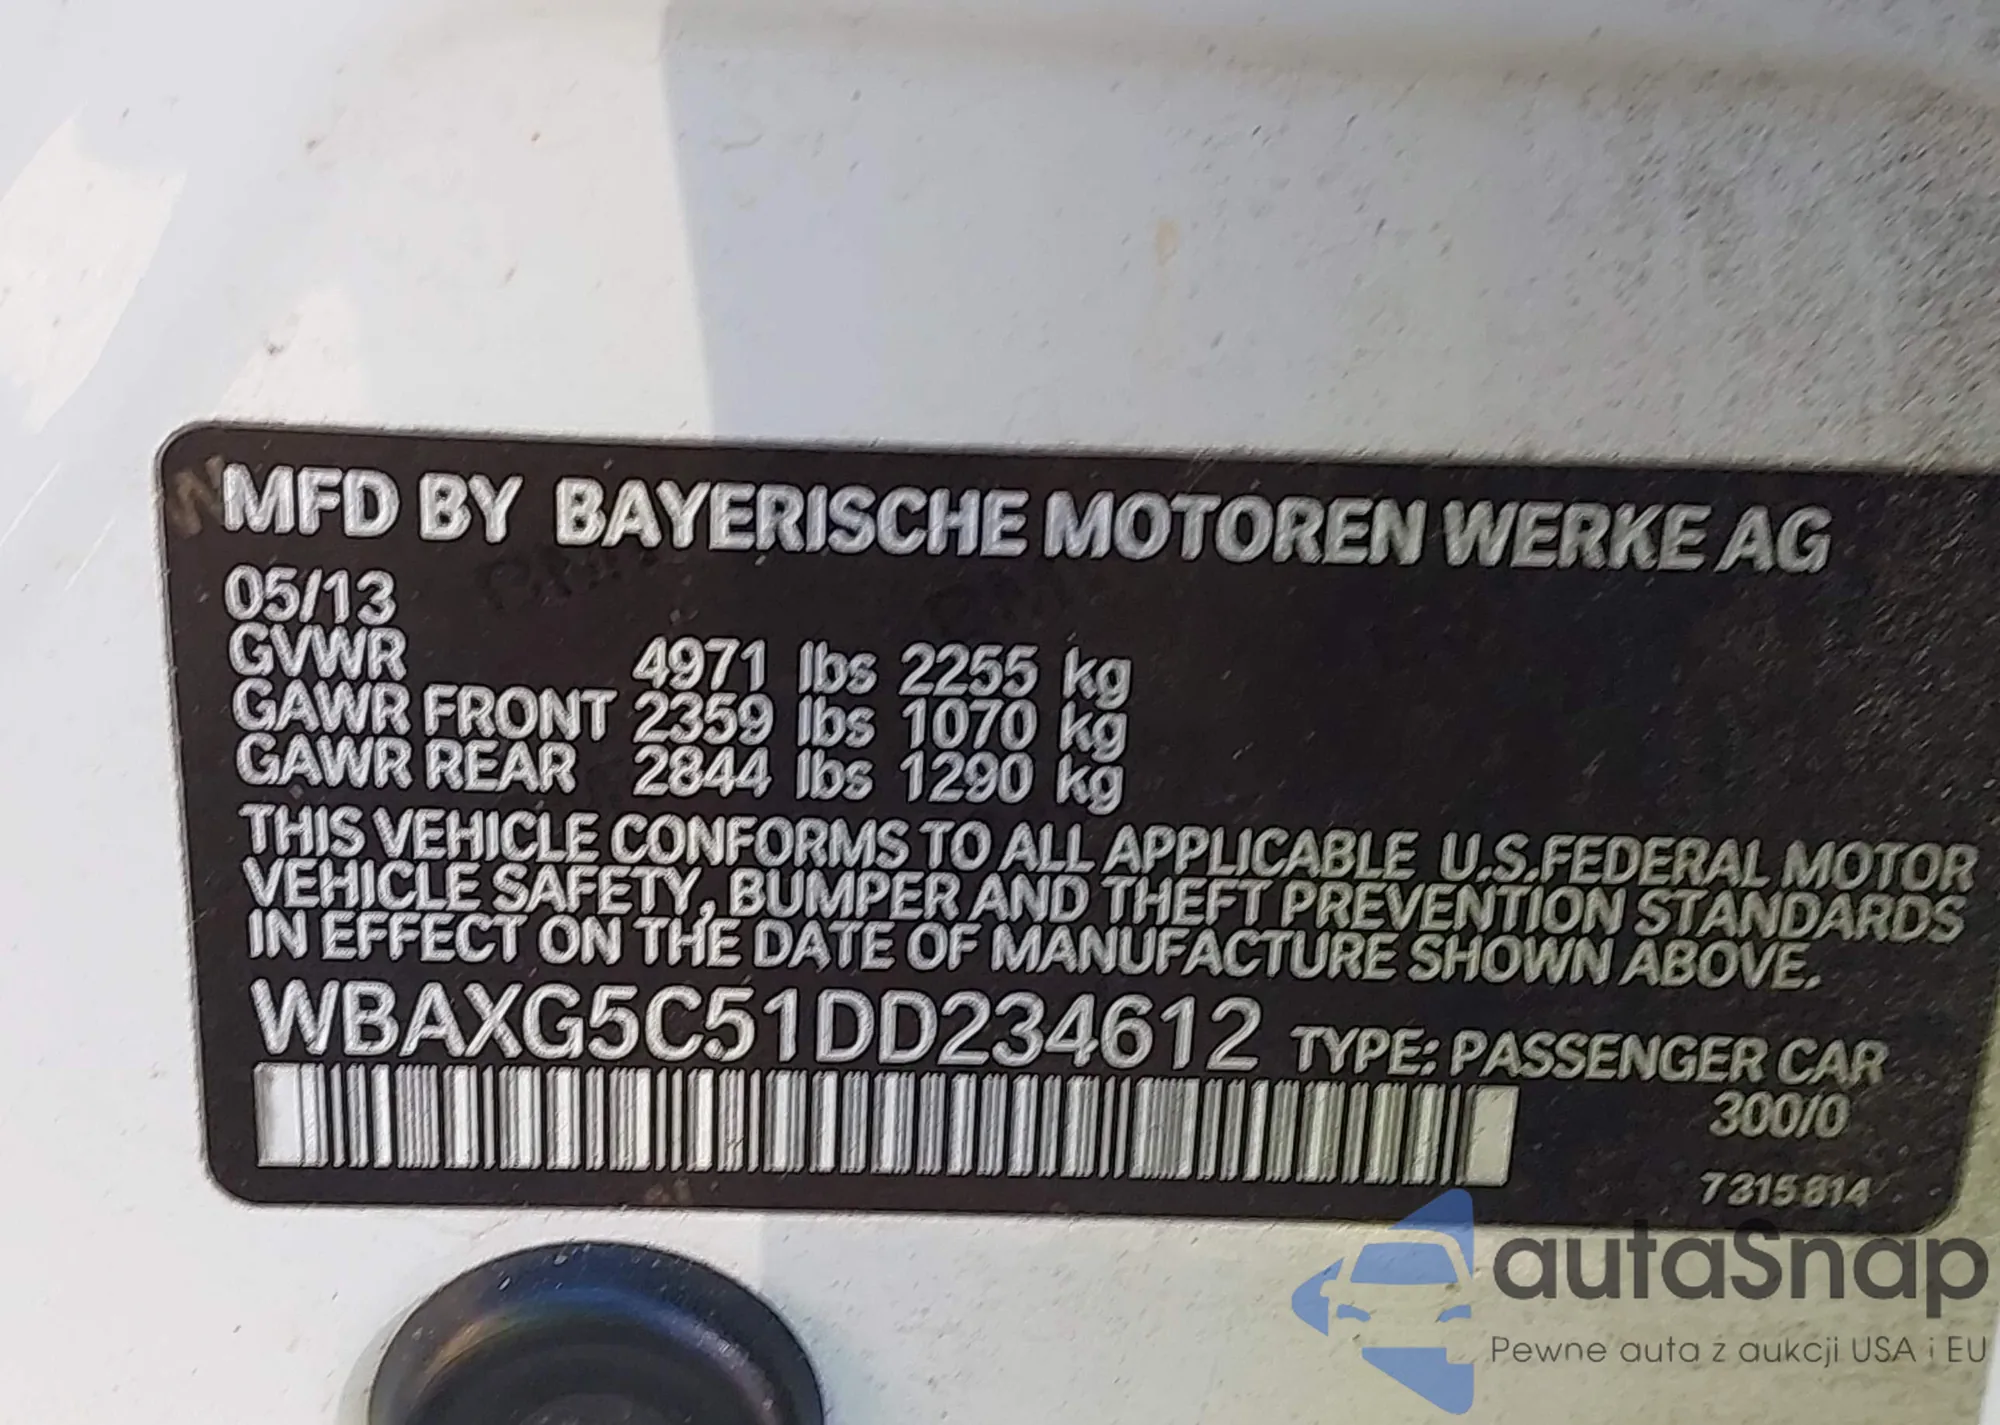 MFD BY BAYERISCHE MOTOREN WERKE AG
05/13
GVWR 4971 lbs 2255 kg
GAWR FRONT 2359 lbs 1070 kg
GAWR REAR 2844 lbs 1290 kg
THIS VEHICLE CONFORMS TO ALL APPLICABLE U.S.FEDERAL MOTOR
VEHICLE SAFETY, BUMPER AND THEFT PREVENTION STANDARDS
IN EFFECT ON THE DATE OF MANUFACTURE SHOWN ABOVE.
WBAXG5C51DD234612 TYPE: PASSENGER CAR
300/0
7315814
autaSnap
Pewne auta z aukcji USA i EU